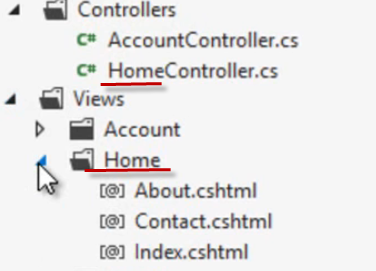 Controllers
C# AccountController.cs
C# HomeController.cs
Views
Account
Home
[@] About.cshtml
[@] Contact.cshtml
[@] Index.cshtml